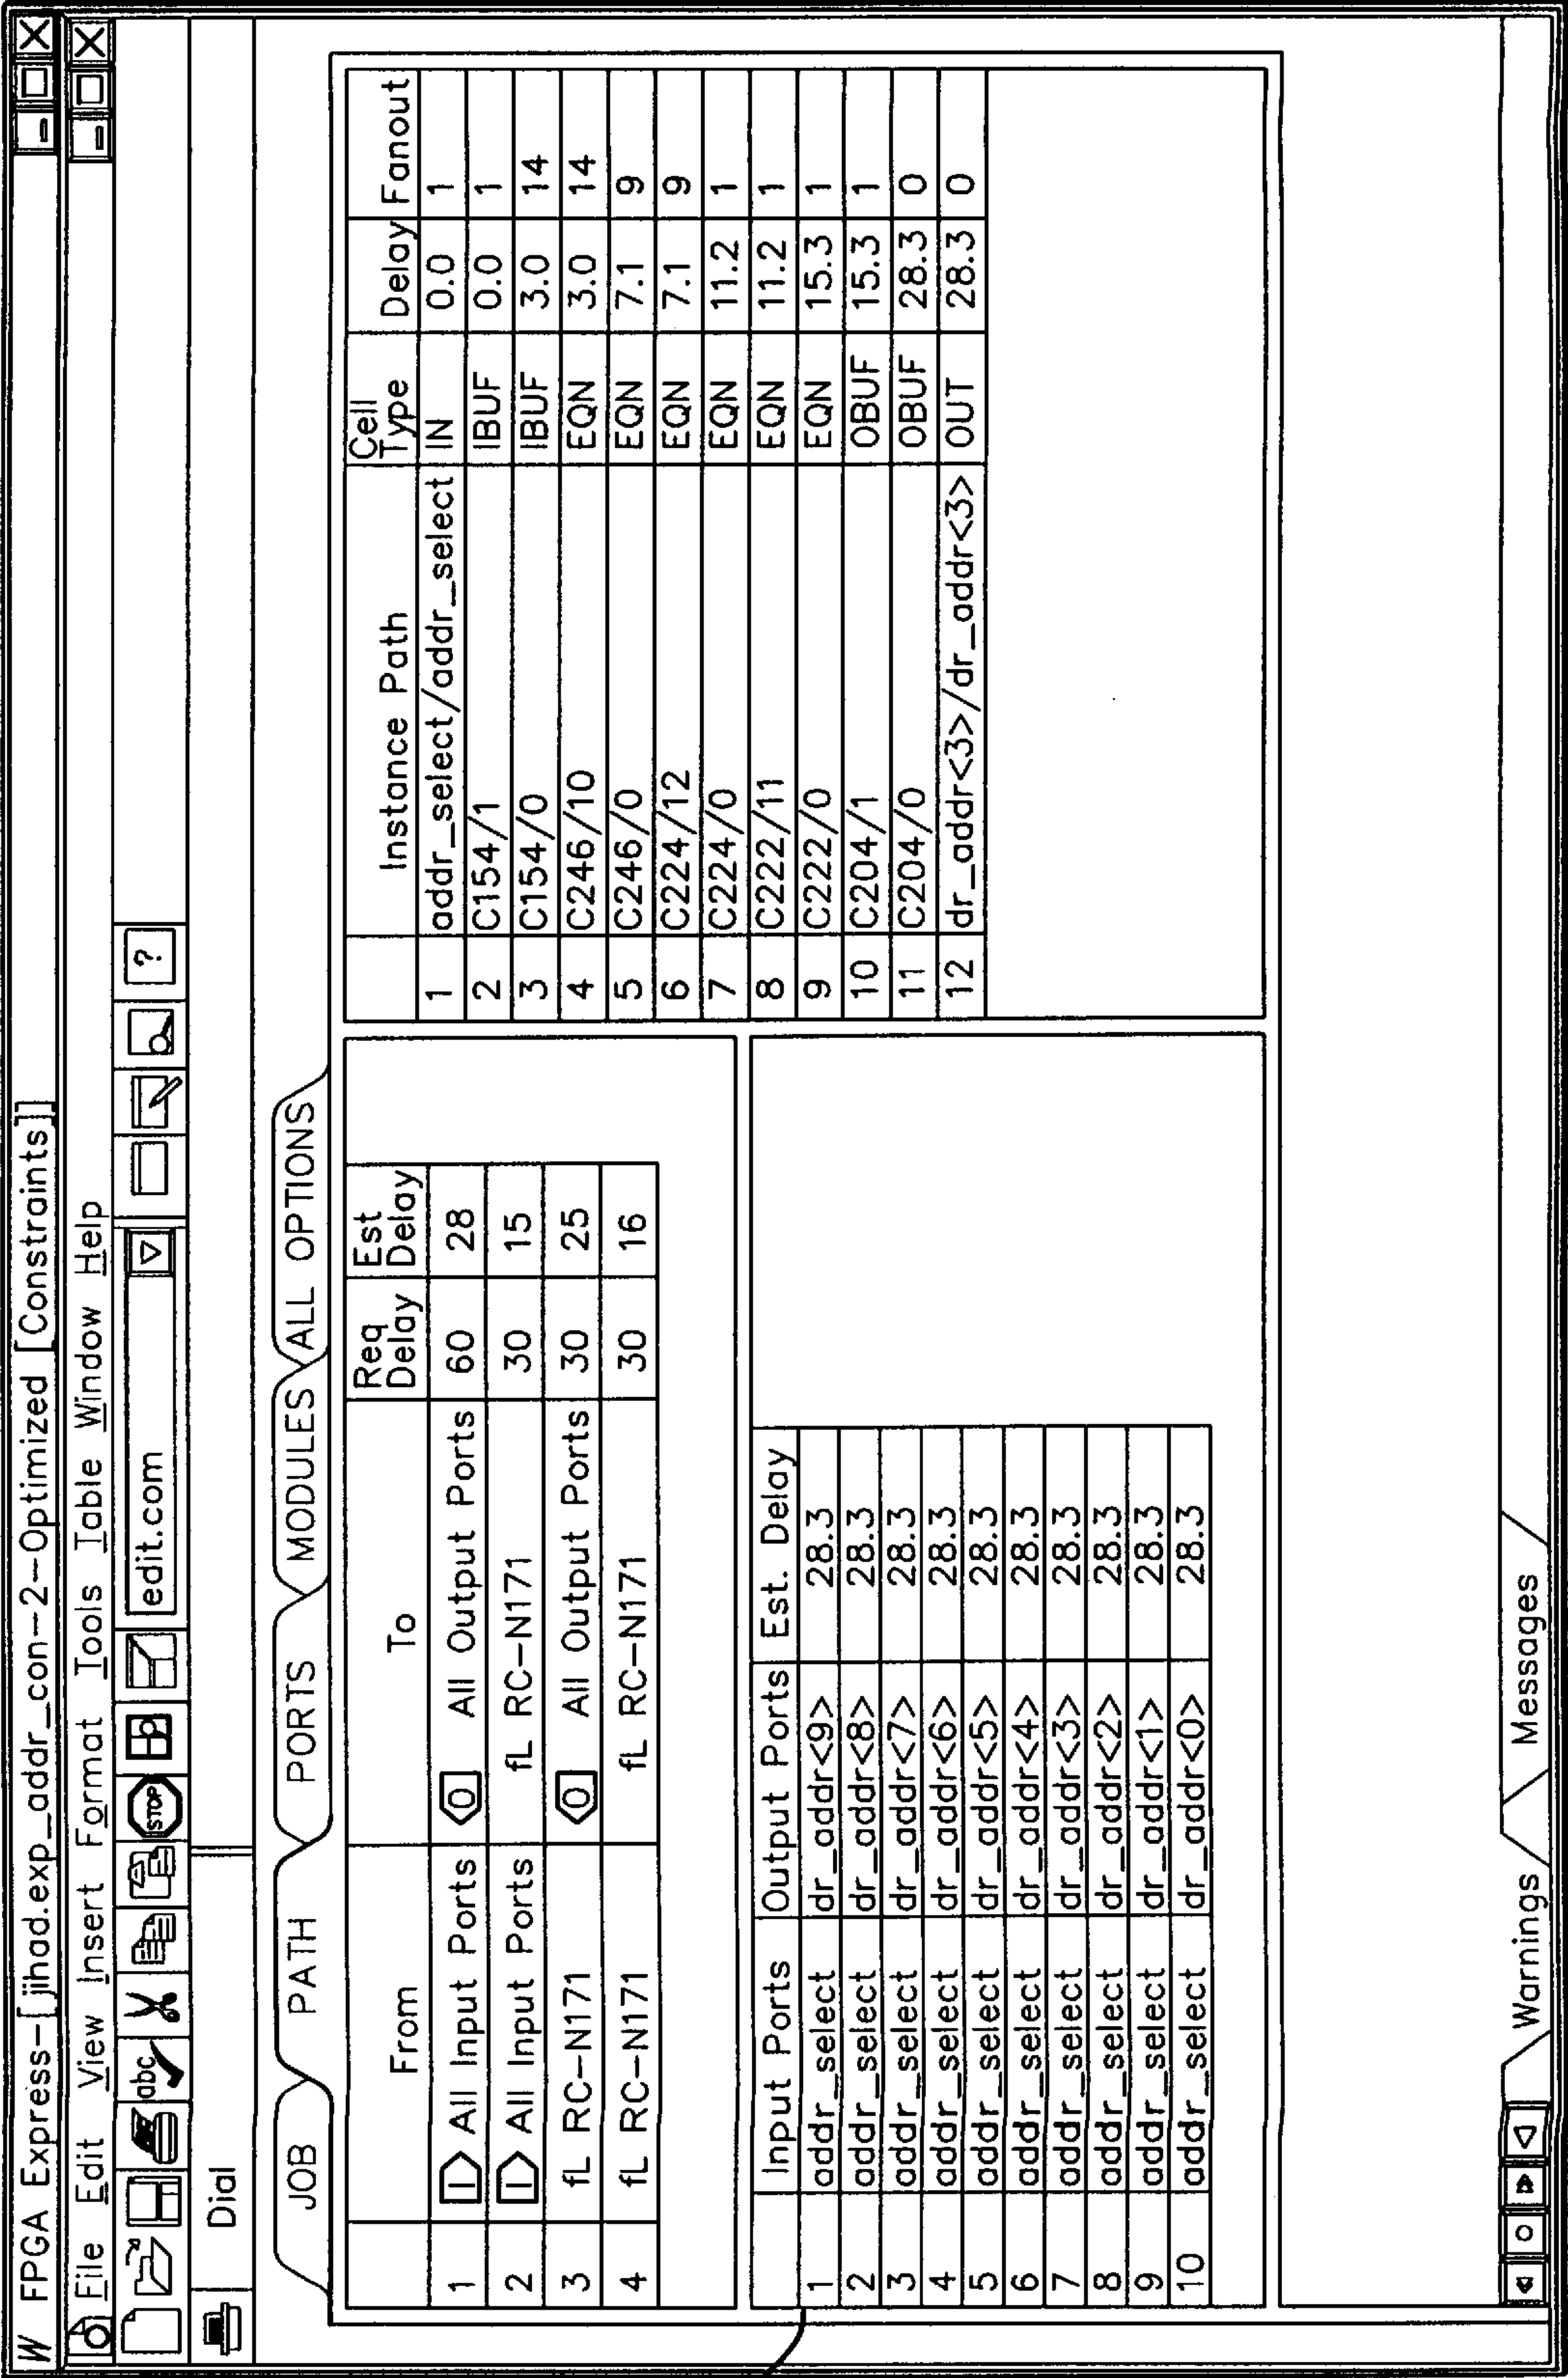 W FPGA Express-[jihad.exp_addr_con--2--Optimized [Constraints]]
File Edit View Insert Format Tools Table Window Help
abc STOP edit.com ?
Dial
JOB PATH PORTS MODULES ALL OPTIONS
From To Req Delay Est Delay
1 I All Input Ports O All Output Ports 60 28
2 I All Input Ports fL RC-N171 30 15
3 fL RC-N171 O All Output Ports 30 25
4 fL RC-N171 fL RC-N171 30 16
Input Ports Output Ports Est. Delay
1 addr_select dr_addr<9> 28.3
2 addr_select dr_addr<8> 28.3
3 addr_select dr_addr<7> 28.3
4 addr_select dr_addr<6> 28.3
5 addr_select dr_addr<5> 28.3
6 addr_select dr_addr<4> 28.3
7 addr_select dr_addr<3> 28.3
8 addr_select dr_addr<2> 28.3
9 addr_select dr_addr<1> 28.3
10 addr_select dr_addr<0> 28.3
Instance Path Cell Type Delay Fanout
1 addr_select/addr_select IN 0.0 1
2 C154/1 IBUF 0.0 1
3 C154/0 IBUF 3.0 14
4 C246/10 EQN 3.0 14
5 C246/0 EQN 7.1 9
6 C224/12 EQN 7.1 9
7 C224/0 EQN 11.2 1
8 C222/11 EQN 11.2 1
9 C222/0 EQN 15.3 1
10 C204/1 OBUF 15.3 1
11 C204/0 OBUF 28.3 0
12 dr_addr<3>/dr_addr<3> OUT 28.3 0
Warnings Messages